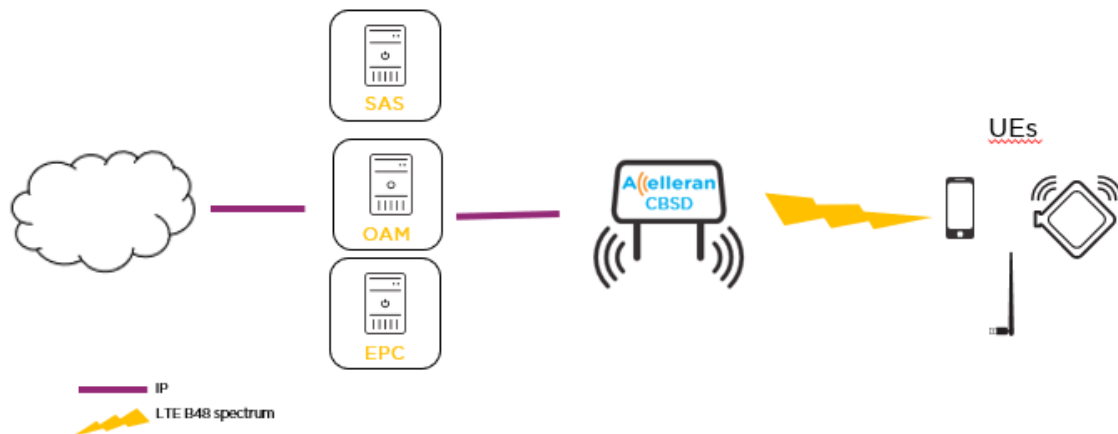 SAS
OAM
EPC
A((elleran
CBSD
UEs
IP
LTE B48 spectrum